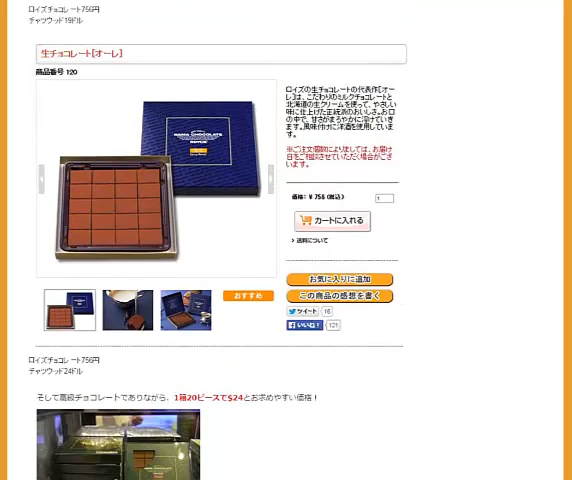 ロイズチョコレート756円
チャツウッド19ドル
生チョコレート[オーレ]
商品番号 120
NAMA CHOCOLATE
ROYCE'
ロイズの生チョコレートの代表作[オー
レ]は、こだわりのミルクチョコレートと
北海道の生クリームを使って、やさしい
味に仕上げた正統派のおいしさ。お口
の中で、甘さがまろやかに溶けていき
ます。風味付けに洋酒を使用していま
す。
※ご注文個数によりましては、お届け
日をご相談させていただく場合がござ
います。
価格: ¥ 756 (税込)
1
カートに入れる
送料について
お気に入りに追加
この商品の感想を書く
おすすめ
ツイート 16
いいね! 121
ロイズチョコレート756円
チャツウッド24ドル
そして高級チョコレートでありながら、1箱20ピースで$24とお求めやすい価格！